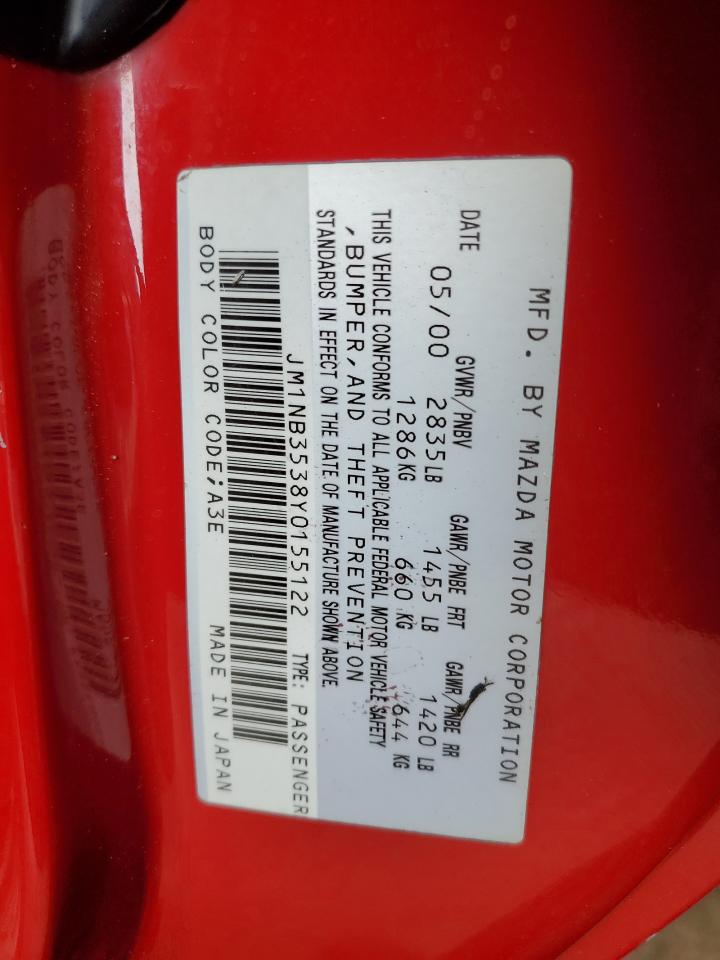 MFD. BY MAZDA MOTOR CORPORATION
DATE GVWR/PNBV GAWR/PNBE FRT GAWR/PNBE RR
05/00 2835LB 1455 LB 1420 LB
1286KG 660 KG 644 KG
THIS VEHICLE CONFORMS TO ALL APPLICABLE FEDERAL MOTOR VEHICLE SAFETY
,BUMPER,AND THEFT PREVENTION
STANDARDS IN EFFECT ON THE DATE OF MANUFACTURE SHOWN ABOVE
JM1NB3538Y0155122 TYPE: PASSENGER
BODY COLOR CODE;A3E MADE IN JAPAN